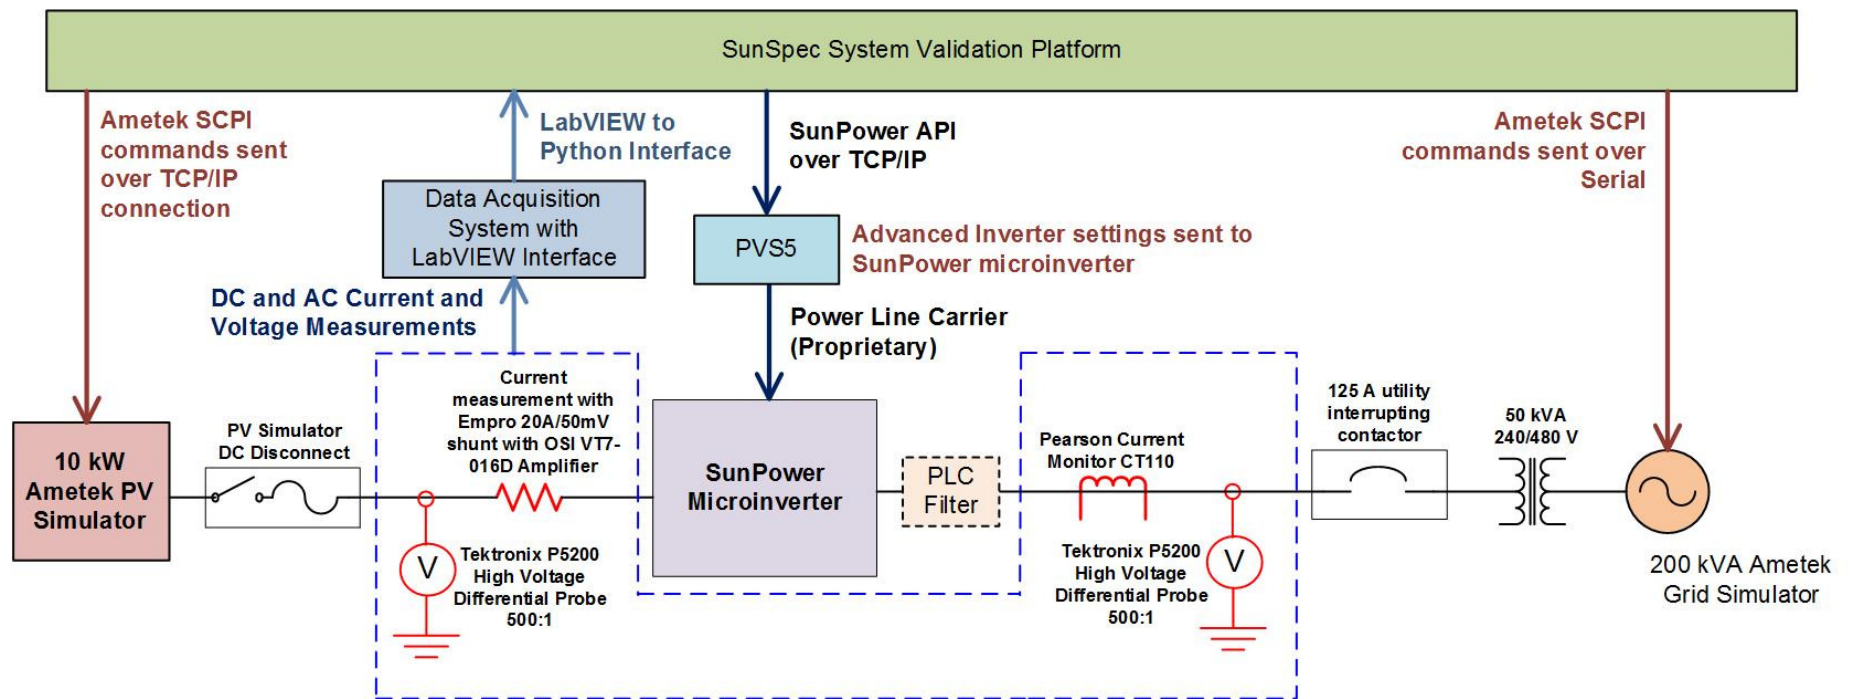 SunSpec System Validation Platform
Ametek SCPI
commands sent
over TCP/IP
connection
LabVIEW to
Python Interface
SunPower API
over TCP/IP
Ametek SCPI
commands sent over
Serial
Data Acquisition
System with
LabVIEW Interface
PVS5
Advanced Inverter settings sent to
SunPower microinverter
DC and AC Current and
Voltage Measurements
Power Line Carrier
(Proprietary)
10 kW
Ametek PV
Simulator
PV Simulator
DC Disconnect
Current
measurement with
Empro 20A/50mV
shunt with OSI VT7-
016D Amplifier
V
Tektronix P5200
High Voltage
Differential Probe
500:1
SunPower
Microinverter
PLC
Filter
Pearson Current
Monitor CT110
Tektronix P5200
High Voltage
Differential Probe
500:1
V
125 A utility
interrupting
contactor
50 kVA
240/480 V
200 kVA Ametek
Grid Simulator